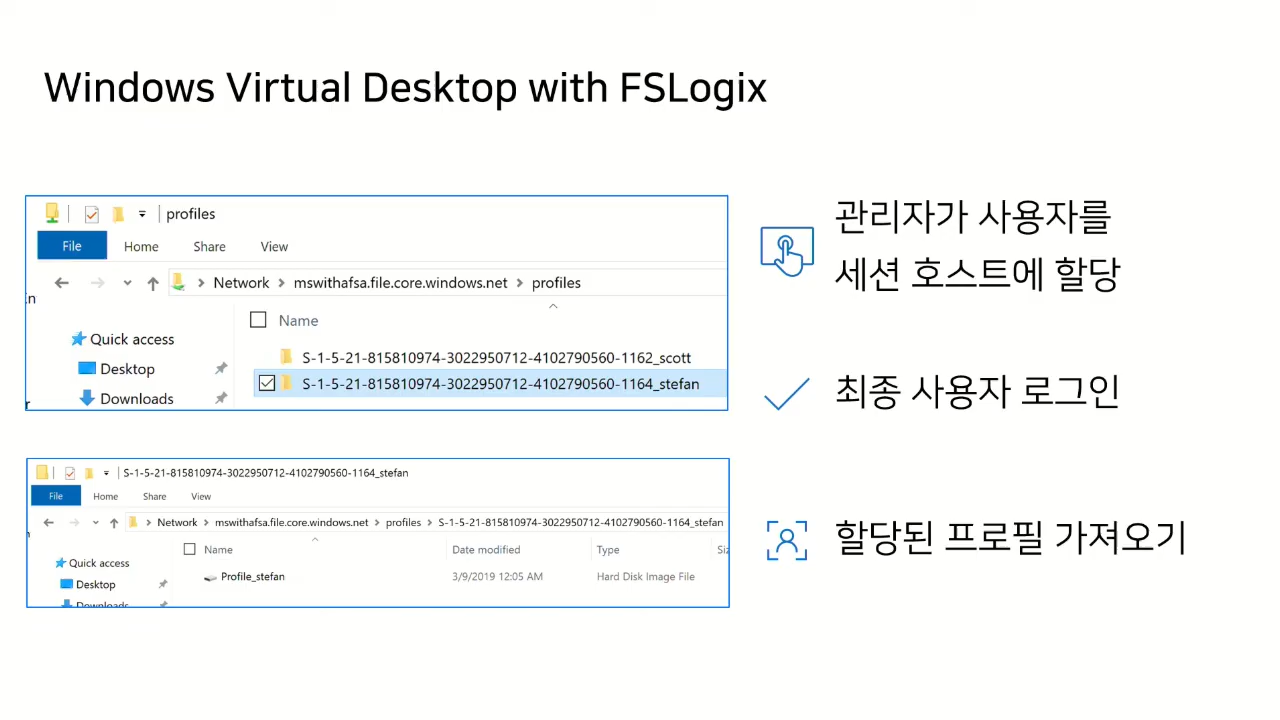 Windows Virtual Desktop with FSLogix
profiles
File Home Share View
Network > mswithafsa.file.core.windows.net > profiles
Name
Quick access
S-1-5-21-815810974-3022950712-4102790560-1162_scott
Desktop
S-1-5-21-815810974-3022950712-4102790560-1164_stefan
Downloads
관리자가 사용자를
세션 호스트에 할당
최종 사용자 로그인
S-1-5-21-815810974-3022950712-4102790560-1164_stefan
File Home Share View
Network > mswithafsa.file.core.windows.net > profiles > S-1-5-21-815810974-3022950712-4102790560-1164_stefan
Name Date modified Type
Quick access
Profile_stefan 3/9/2019 12:05 AM Hard Disk Image File
Desktop
Downloads
할당된 프로필 가져오기